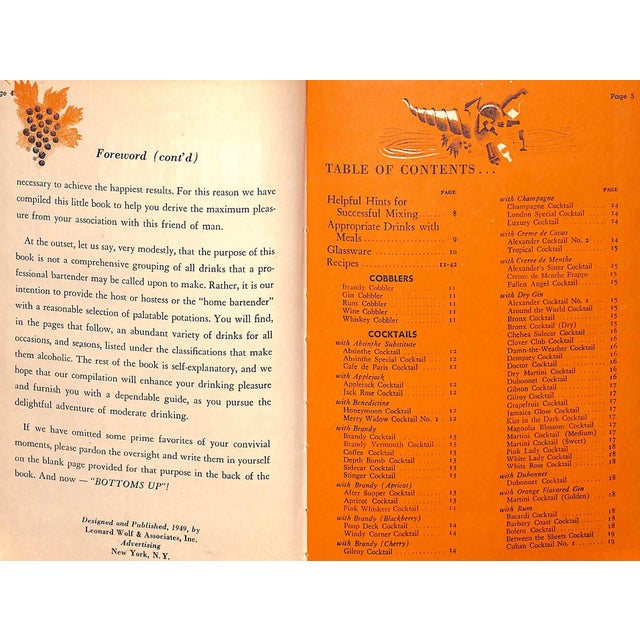 ge 4
Foreword (cont'd)
necessary to achieve the happiest results. For this reason we have
compiled this little book to help you derive the maximum pleas-
ure from your association with this friend of man.
At the outset, let us say, very modestly, that the purpose of this
book is not a comprehensive grouping of all drinks that a pro-
fessional bartender may be called upon to make. Rather, it is our
intention to provide the host or hostess or the "home bartender"
with a reasonable selection of palatable potations. You will find,
in the pages that follow, an abundant variety of drinks for all
occasions, and seasons, listed under the classifications that make
them alcoholic. The rest of the book is self-explanatory, and we
hope that our compilation will enhance your drinking pleasure
and furnish you with a dependable guide, as you pursue the
delightful adventure of moderate drinking.
If we have omitted some prime favorites of your convivial
moments, please pardon the oversight and write them in yourself
on the blank page provided for that purpose in the back of the
book. And now — "BOTTOMS UP"!
Designed and Published, 1949, by
Leonard Wolf & Associates, Inc.
Advertising
New York, N. Y.
Page 5
TABLE OF CONTENTS...
PAGE
Helpful Hints for
Successful Mixing........ 8
Appropriate Drinks with
Meals................ 9
Glassware.............. 10
Recipes................ 11-42
COBBLERS
Brandy Cobbler........ 11
Gin Cobbler........ 11
Rum Cobbler........ 11
Wine Cobbler........ 11
Whiskey Cobbler........ 11
COCKTAILS
with Absinthe Substitute
Absinthe Cocktail........ 12
Absinthe Special Cocktail.... 12
Cafe de Paris Cocktail...... 12
with Applejack
Applejack Cocktail........ 12
Jack Rose Cocktail........ 12
with Benedictine
Honeymoon Cocktail...... 12
Merry Widow Cocktail No. 1.. 12
with Brandy
Brandy Cocktail........ 13
Brandy Vermouth Cocktail... 13
Coffee Cocktail........ 13
Depth Bomb Cocktail...... 13
Sidecar Cocktail........ 13
Stinger Cocktail........ 13
with Brandy (Apricot)
After Supper Cocktail...... 13
Apricot Cocktail........ 13
Pink Whiskers Cocktail..... 14
with Brandy (Blackberry)
Poop Deck Cocktail...... 14
Windy Corner Cocktail..... 14
with Brandy (Cherry)
Gilroy Cocktail........ 14
PAGE
with Champagne
Champagne Cocktail........ 14
London Special Cocktail...... 14
Luxury Cocktail........ 14
with Creme de Cacao
Alexander Cocktail No. 2...... 14
Tropical Cocktail........ 15
with Creme de Menthe
Alexander's Sister Cocktail..... 15
Creme de Menthe Frappe...... 15
Fallen Angel Cocktail........ 15
with Dry Gin
Alexander Cocktail No. 1...... 15
Around the World Cocktail..... 15
Bronx Cocktail........ 15
Bronx Cocktail (Dry)........ 15
Chelsea Sidecar Cocktail...... 16
Clover Club Cocktail........ 16
Damn-the-Weather Cocktail.... 16
Dempsey Cocktail........ 16
Doctor Cocktail........ 16
Dry Martini Cocktail........ 16
Dubonnet Cocktail........ 16
Gibson Cocktail........ 16
Gilroy Cocktail........ 16
Grapefruit Cocktail........ 17
Jamaica Glow Cocktail........ 17
Kiss in the Dark Cocktail...... 17
Magnolia Blossom Cocktail..... 17
Martini Cocktail (Medium).... 17
Martini Cocktail (Sweet)...... 17
Pink Lady Cocktail........ 17
White Lady Cocktail........ 18
White Rose Cocktail........ 18
with Dubonnet
Dubonnet Cocktail........ 18
with Orange Flavored Gin
Martini Cocktail (Golden)..... 18
with Rum
Bacardi Cocktail........ 18
Barbary Coast Cocktail...... 18
Bolero Cocktail........ 18
Between the Sheets Cocktail.... 19
Cuban Cocktail No. 1........ 19